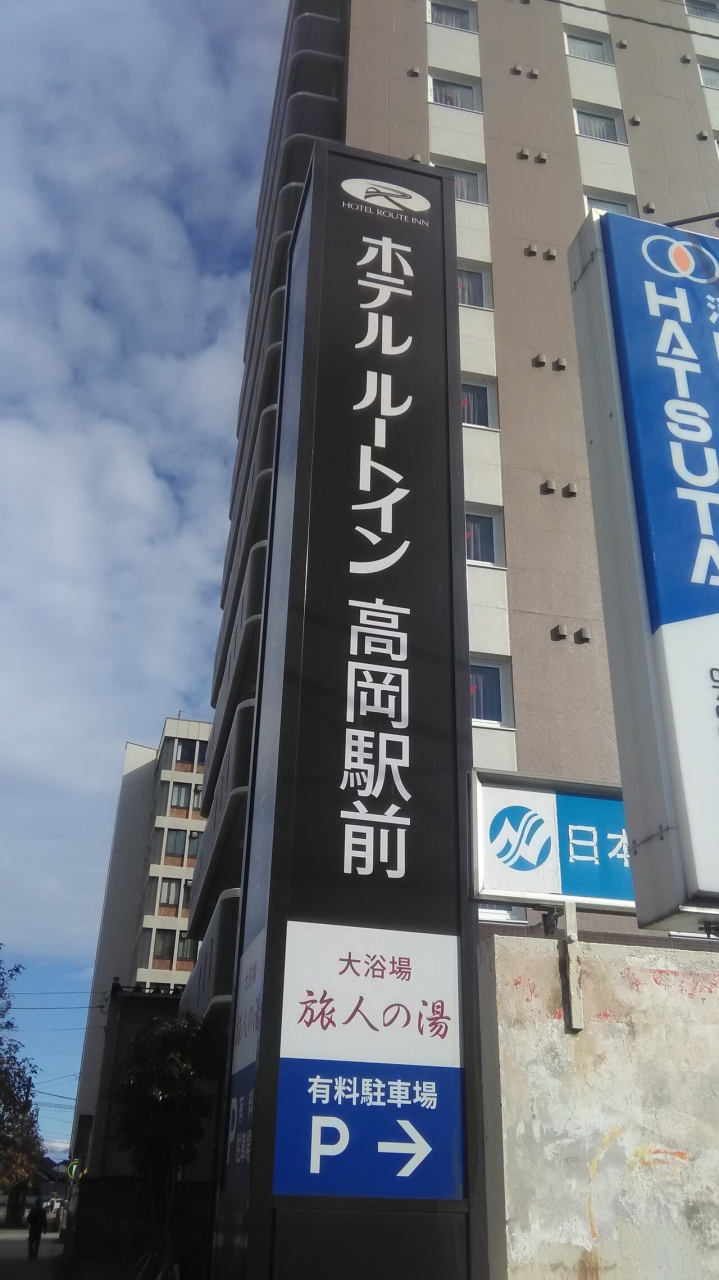 HOTEL ROUTE INN
ホテル ルートイン 高岡駅前
大浴場
旅人の湯
有料駐車場
P →
HATSUTA
日本